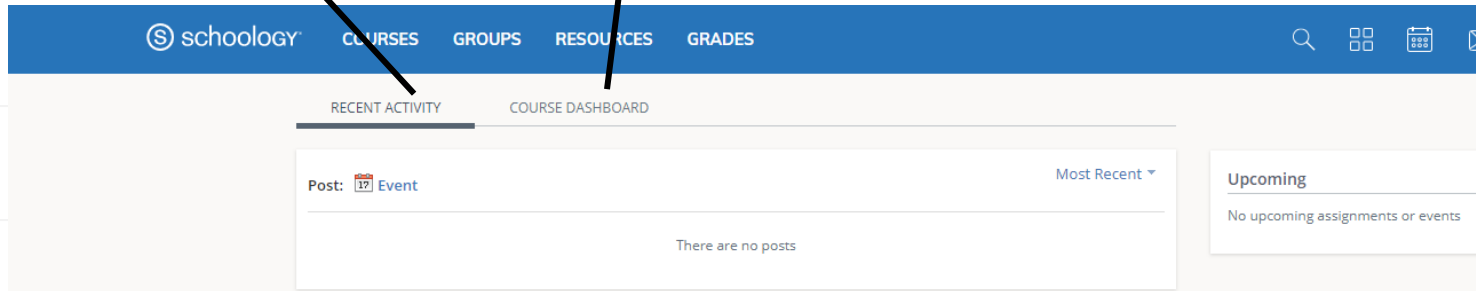 schoology COURSES GROUPS RESOURCES GRADES
RECENT ACTIVITY COURSE DASHBOARD
Post: 17 Event Most Recent
There are no posts
Upcoming
No upcoming assignments or events